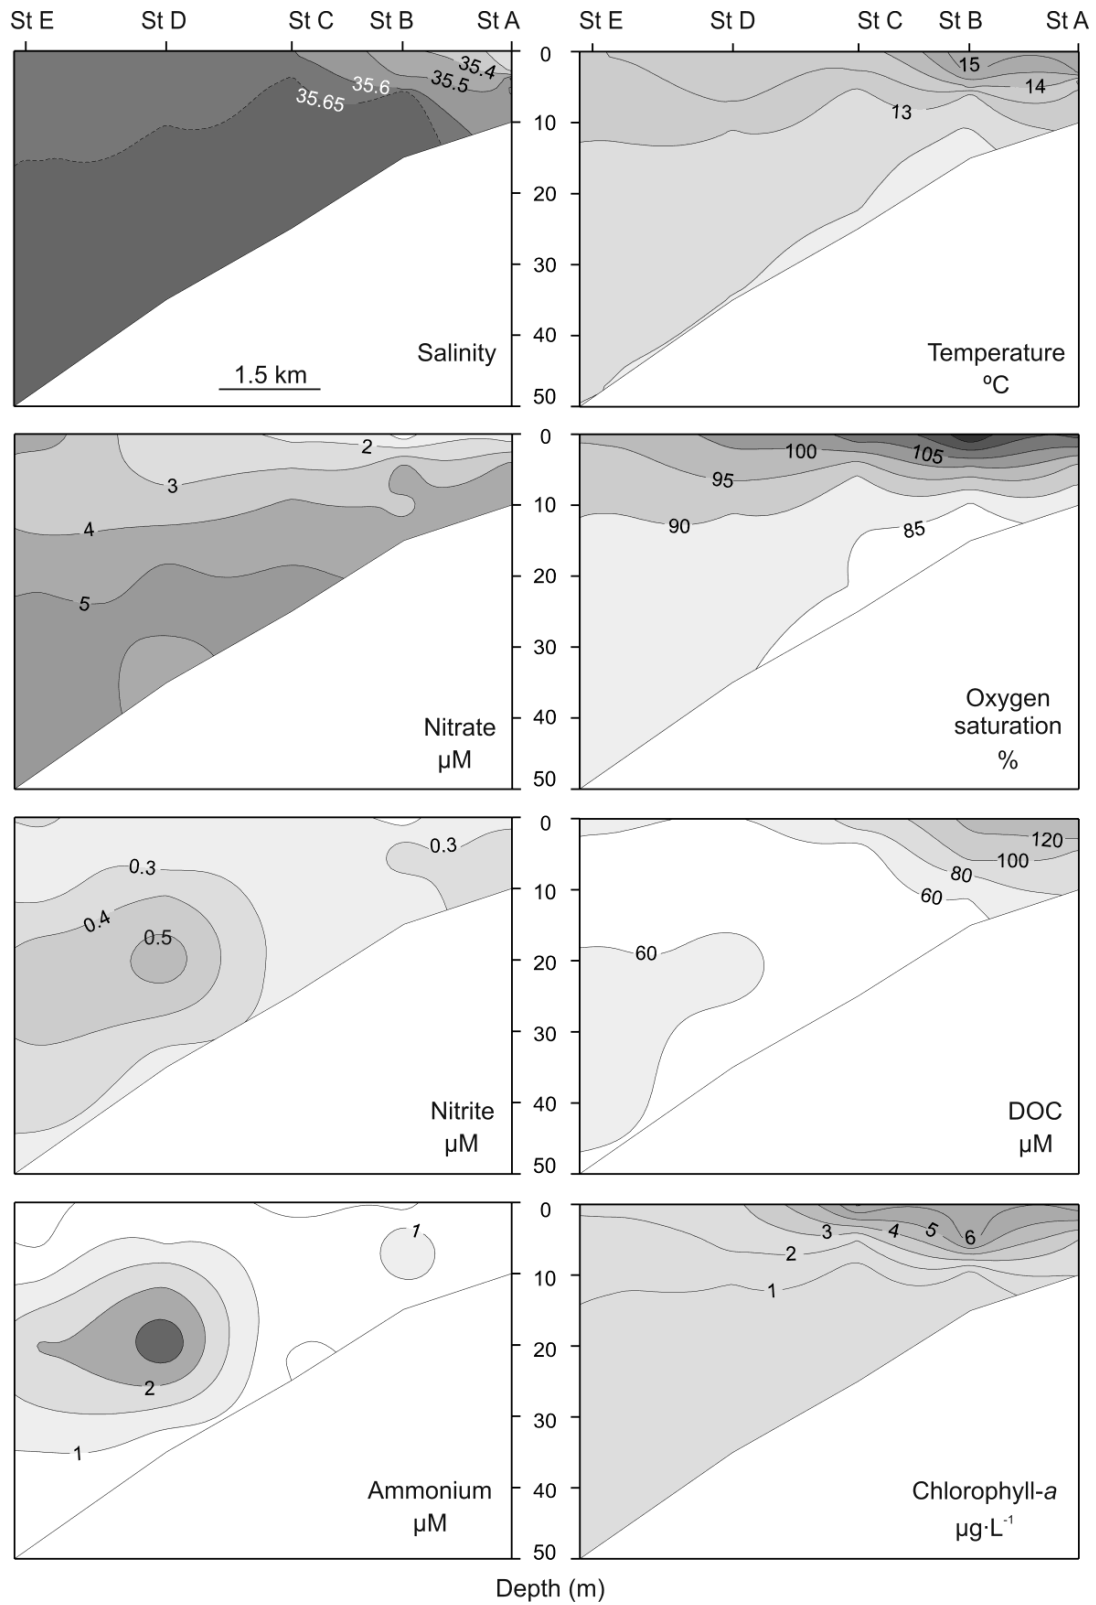 St E St D St C St B St A St E St D St C St B St A
35.4
35.5
35.6
35.65
Salinity
1.5 km
0
10
20
30
40
50
15
14
13
Temperature
ºC
2
3
4
5
Nitrate
µM
0
10
20
30
40
50
100
105
95
90
85
Oxygen
saturation
%
0.3
0.3
0.4
0.5
Nitrite
µM
0
10
20
30
40
50
120
100
80
60
60
DOC
µM
1
2
1
Ammonium
µM
0
10
20
30
40
50
3 4 5 6
2
1
Chlorophyll-a
µg·L⁻¹
Depth (m)